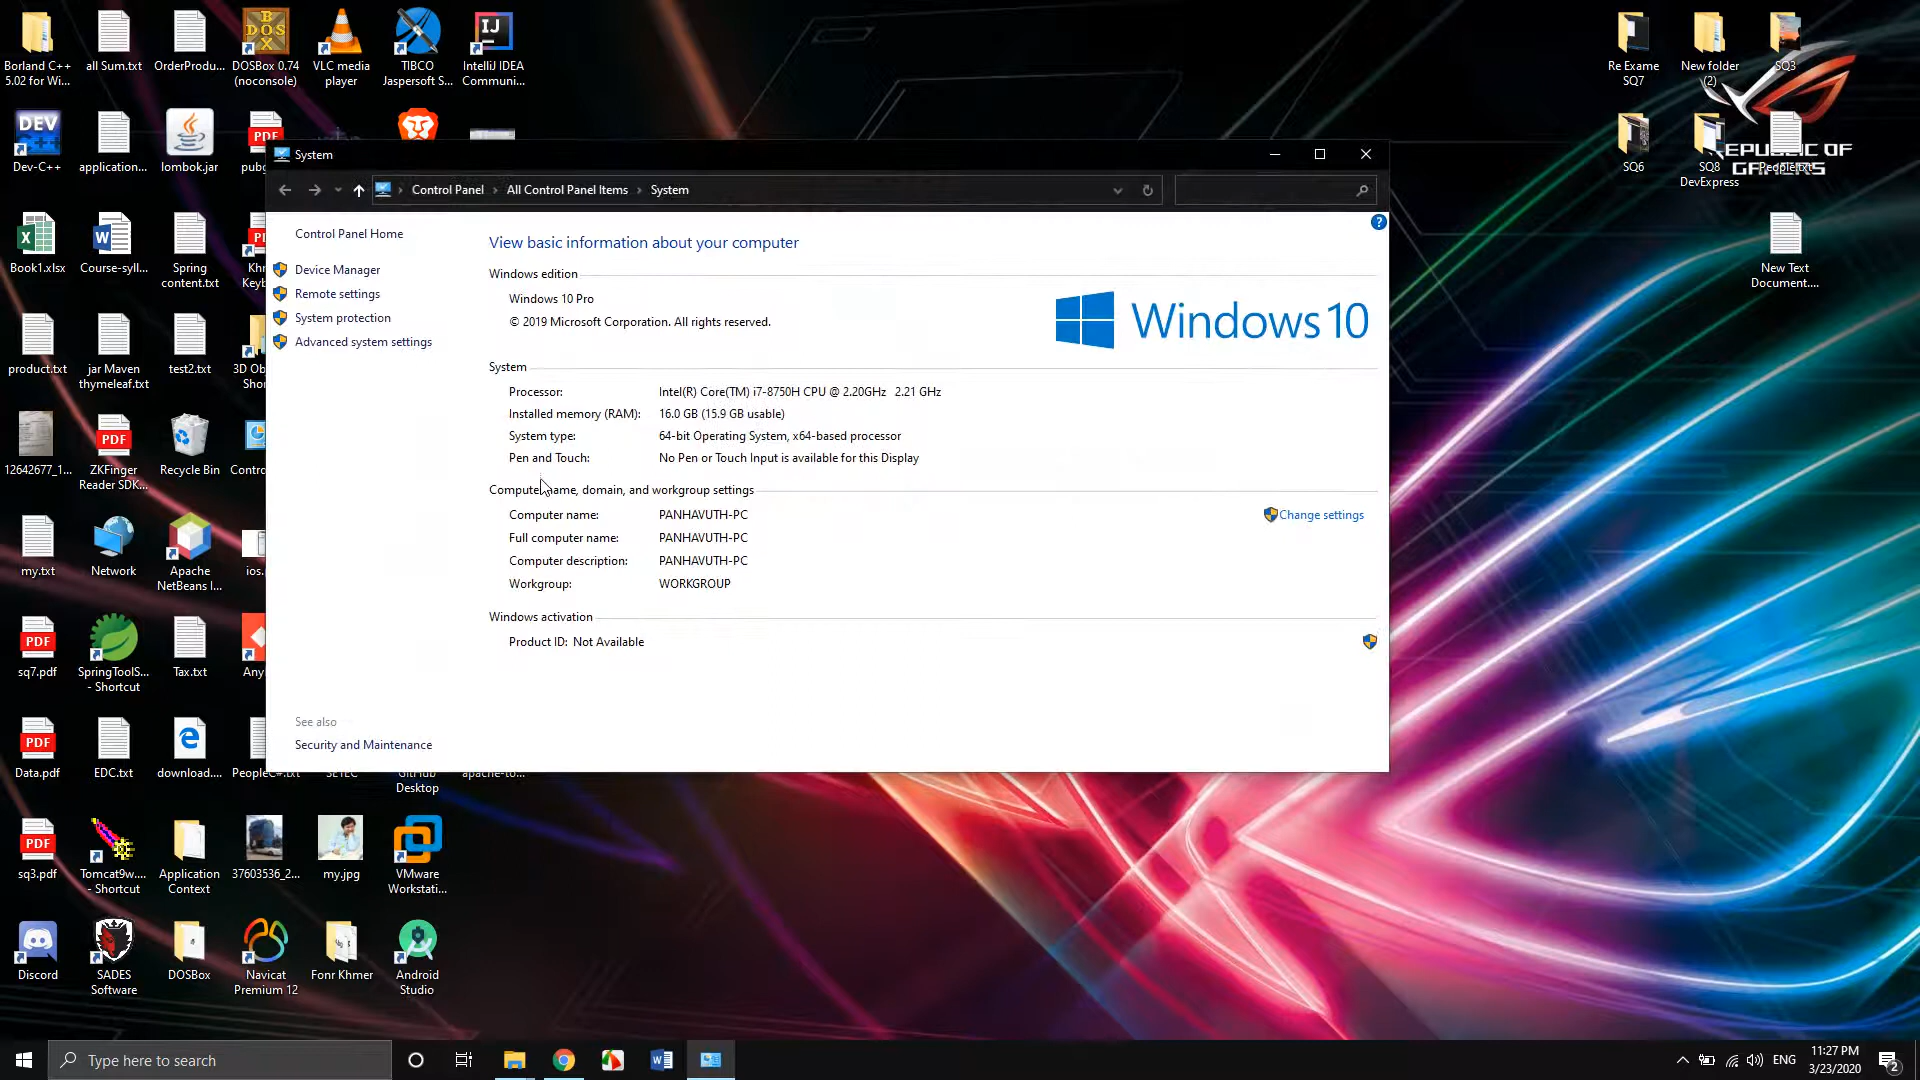 Borland C++
5.02 for Wi...
all Sum.txt
OrderProdu...
DOSBox 0.74
(noconsole)
VLC media
player
TIBCO
Jaspersoft S...
IntelliJ IDEA
Communi...
Re Exame
SQ7
New folder
(2)
SQ3
Dev-C++
application...
lombok.jar
SQ6
SQ8
DevExpress
REPUBLIC OF
GAMERS
New Text
Document....
Book1.xlsx
Course-syll...
Spring
content.txt
product.txt
jar Maven
thymeleaf.txt
test2.txt
12642677_1...
ZKFinger
Reader SDK...
Recycle Bin
my.txt
Network
Apache
NetBeans I...
sq7.pdf
SpringToolS...
- Shortcut
Tax.txt
Data.pdf
EDC.txt
download....
PeopleC#.txt
SETEC
GitHub
Desktop
apache-to...
sq3.pdf
Tomcat9w....
- Shortcut
Application
Context
37603536_2...
my.jpg
VMware
Workstati...
Discord
SADES
Software
DOSBox
Navicat
Premium 12
Fonr Khmer
Android
Studio
System
Control Panel
All Control Panel Items
System
Control Panel Home
Device Manager
Remote settings
System protection
Advanced system settings
See also
Security and Maintenance
View basic information about your computer
Windows edition
Windows 10 Pro
© 2019 Microsoft Corporation. All rights reserved.
Windows 10
System
Processor: Intel(R) Core(TM) i7-8750H CPU @ 2.20GHz 2.21 GHz
Installed memory (RAM): 16.0 GB (15.9 GB usable)
System type: 64-bit Operating System, x64-based processor
Pen and Touch: No Pen or Touch Input is available for this Display
Computer name, domain, and workgroup settings
Computer name: PANHAVUTH-PC
Change settings
Full computer name: PANHAVUTH-PC
Computer description: PANHAVUTH-PC
Workgroup: WORKGROUP
Windows activation
Product ID: Not Available
Type here to search
ENG
11:27 PM
3/23/2020
2